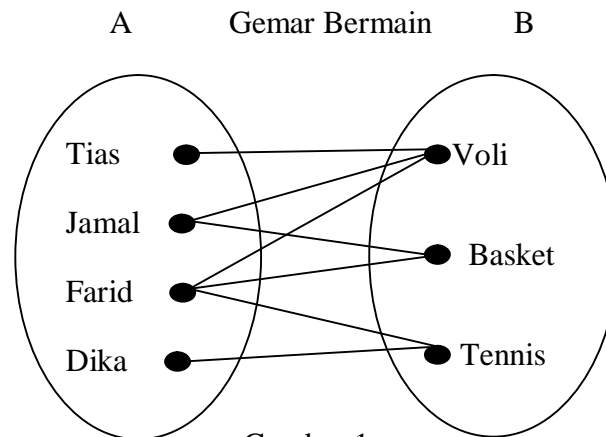 A Gemar Bermain B
Tias Voli
Jamal
Basket
Farid
Dika Tennis